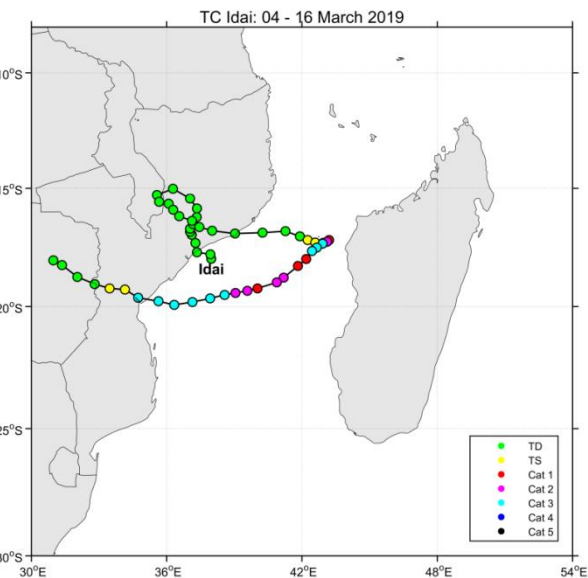 TC Idai: 04 - 16 March 2019
10°S
15°S
20°S
25°S
30°S
Idai
TD
TS
Cat 1
Cat 2
Cat 3
Cat 4
Cat 5
30°E
36°E
42°E
48°E
54°E